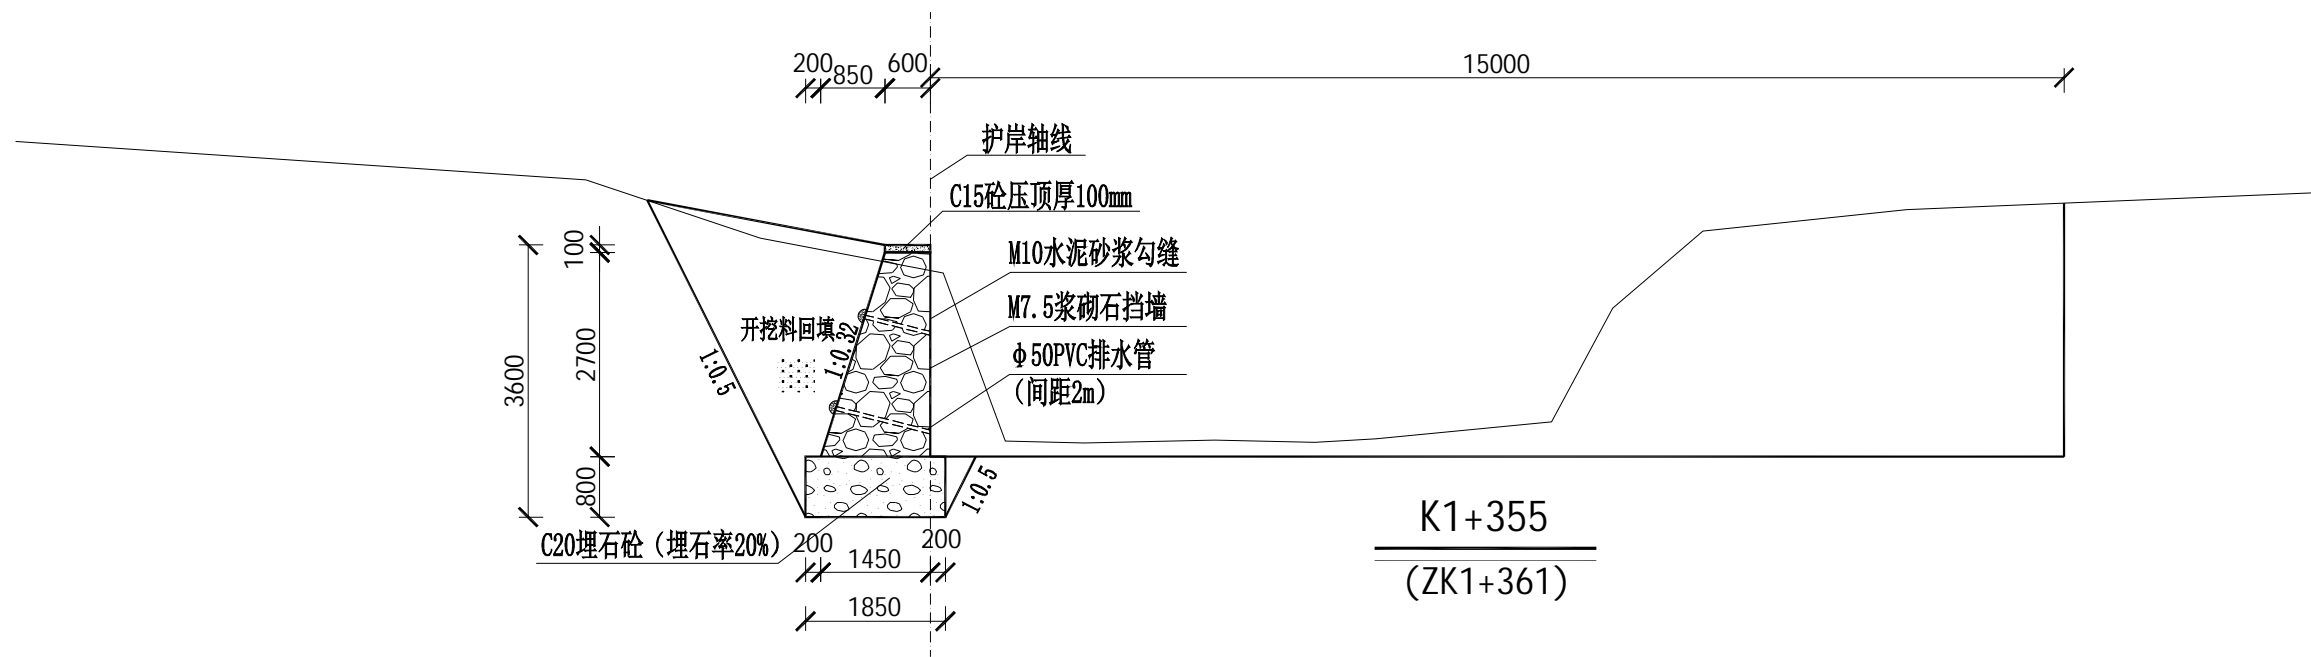 200
850
600
15000
护岸轴线
C15砼压顶厚100mm
M10水泥砂浆勾缝
M7.5浆砌石挡墙
ф50PVC排水管
（间距2m）
100
2700
3600
800
开挖料回填
1:0.32
1:0.5
1:0.5
C20埋石砼（埋石率20%）
200
1450
200
1850
K1+355
(ZK1+361)